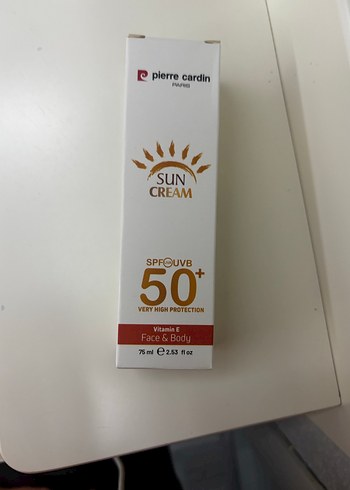 pierre cardin
PARIS
SUN
CREAM
SPF UVB
50+
VERY HIGH PROTECTION
Vitamin E
Face & Body
75 ml ℮ 2.53 fl oz